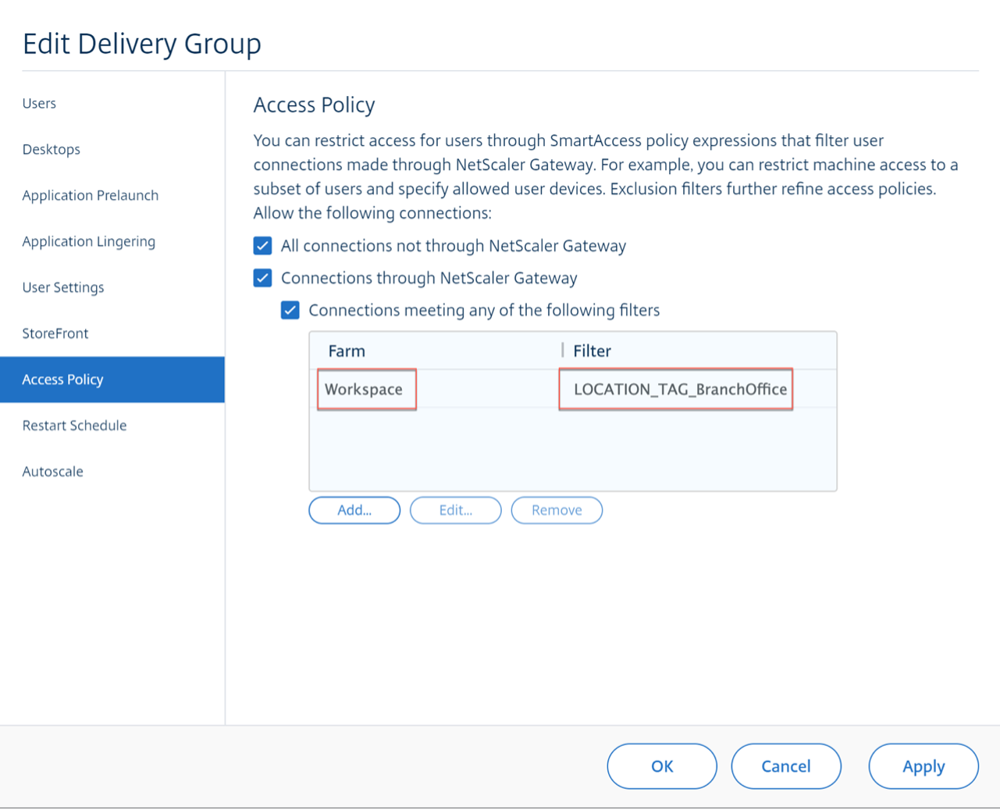 Edit Delivery Group
Users
Desktops
Application Prelaunch
Application Lingering
User Settings
StoreFront
Access Policy
Restart Schedule
Autoscale
Access Policy
You can restrict access for users through SmartAccess policy expressions that filter user
connections made through NetScaler Gateway. For example, you can restrict machine access to a
subset of users and specify allowed user devices. Exclusion filters further refine access policies.
Allow the following connections:
All connections not through NetScaler Gateway
Connections through NetScaler Gateway
Connections meeting any of the following filters
Farm Filter
Workspace LOCATION_TAG_BranchOffice
Add... Edit... Remove
OK Cancel Apply